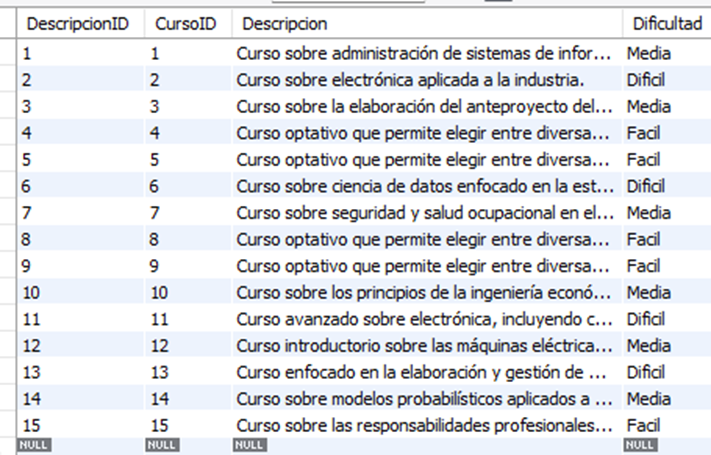 DescripcionID CursoID Descripcion Dificultad
1 1 Curso sobre administración de sistemas de infor... Media
2 2 Curso sobre electrónica aplicada a la industria. Dificil
3 3 Curso sobre la elaboración del anteproyecto del... Media
4 4 Curso optativo que permite elegir entre diversa... Facil
5 5 Curso optativo que permite elegir entre diversa... Facil
6 6 Curso sobre ciencia de datos enfocado en la est... Dificil
7 7 Curso sobre seguridad y salud ocupacional en el... Media
8 8 Curso optativo que permite elegir entre diversa... Facil
9 9 Curso optativo que permite elegir entre diversa... Facil
10 10 Curso sobre los principios de la ingeniería econó... Media
11 11 Curso avanzado sobre electrónica, incluyendo c... Dificil
12 12 Curso introductorio sobre las máquinas eléctrica... Media
13 13 Curso enfocado en la elaboración y gestión de ... Dificil
14 14 Curso sobre modelos probabilísticos aplicados a ... Media
15 15 Curso sobre las responsabilidades profesionales... Facil
NULL NULL NULL NULL